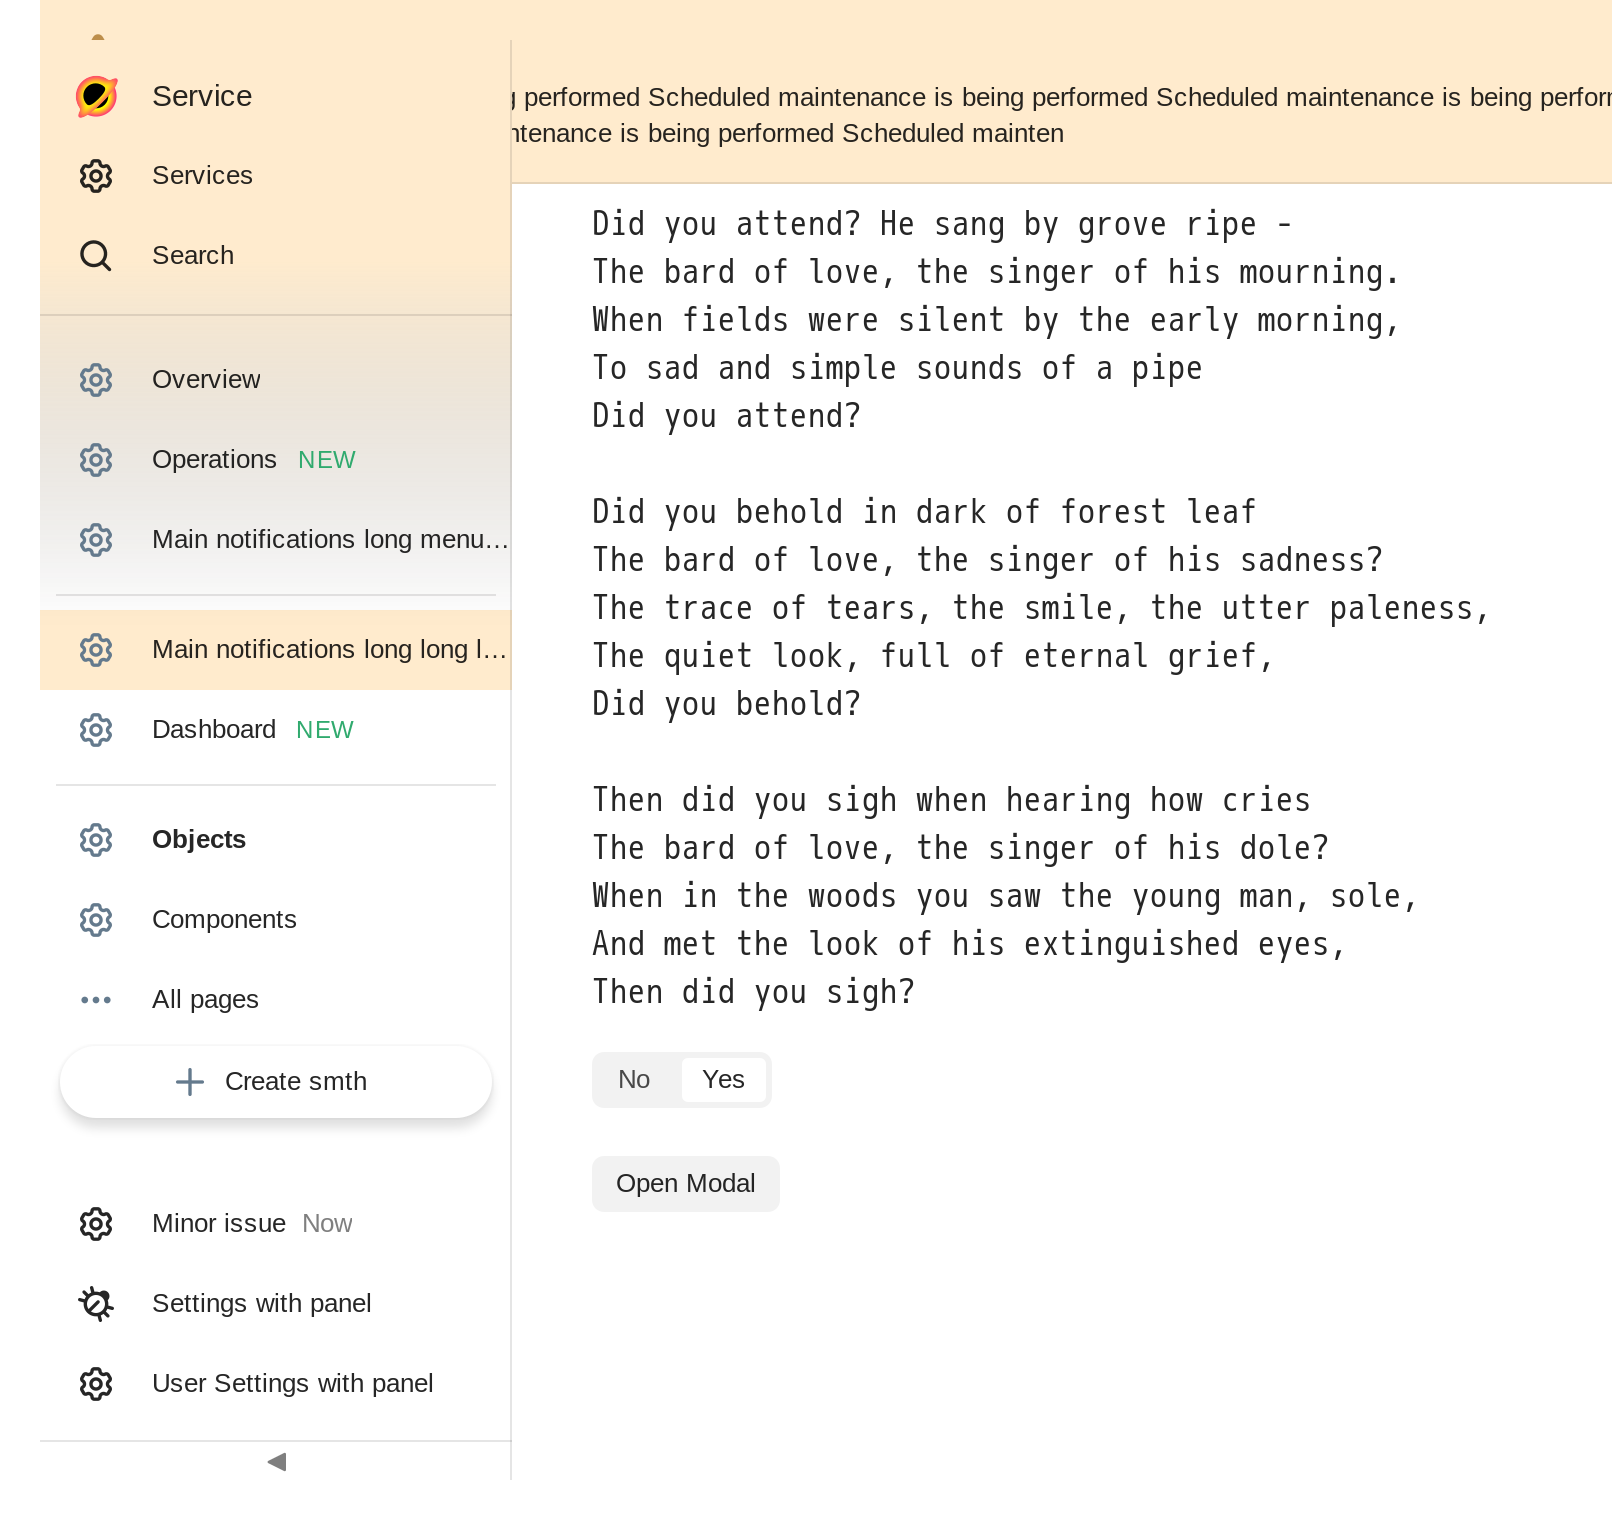 Service
Services
Search
Overview
Operations NEW
Main notifications long menu…
Main notifications long long l…
Dashboard NEW
Objects
Components
All pages
Create smth
Minor issue Now
Settings with panel
User Settings with panel
performed Scheduled maintenance is being performed Scheduled maintenance is being
is being performed Scheduled mainten
Did you attend? He sang by grove ripe -
The bard of love, the singer of his mourning.
When fields were silent by the early morning,
To sad and simple sounds of a pipe
Did you attend?
Did you behold in dark of forest leaf
The bard of love, the singer of his sadness?
The trace of tears, the smile, the utter paleness,
The quiet look, full of eternal grief,
Did you behold?
Then did you sigh when hearing how cries
The bard of love, the singer of his dole?
When in the woods you saw the young man, sole,
And met the look of his extinguished eyes,
Then did you sigh?
No Yes
Open Modal